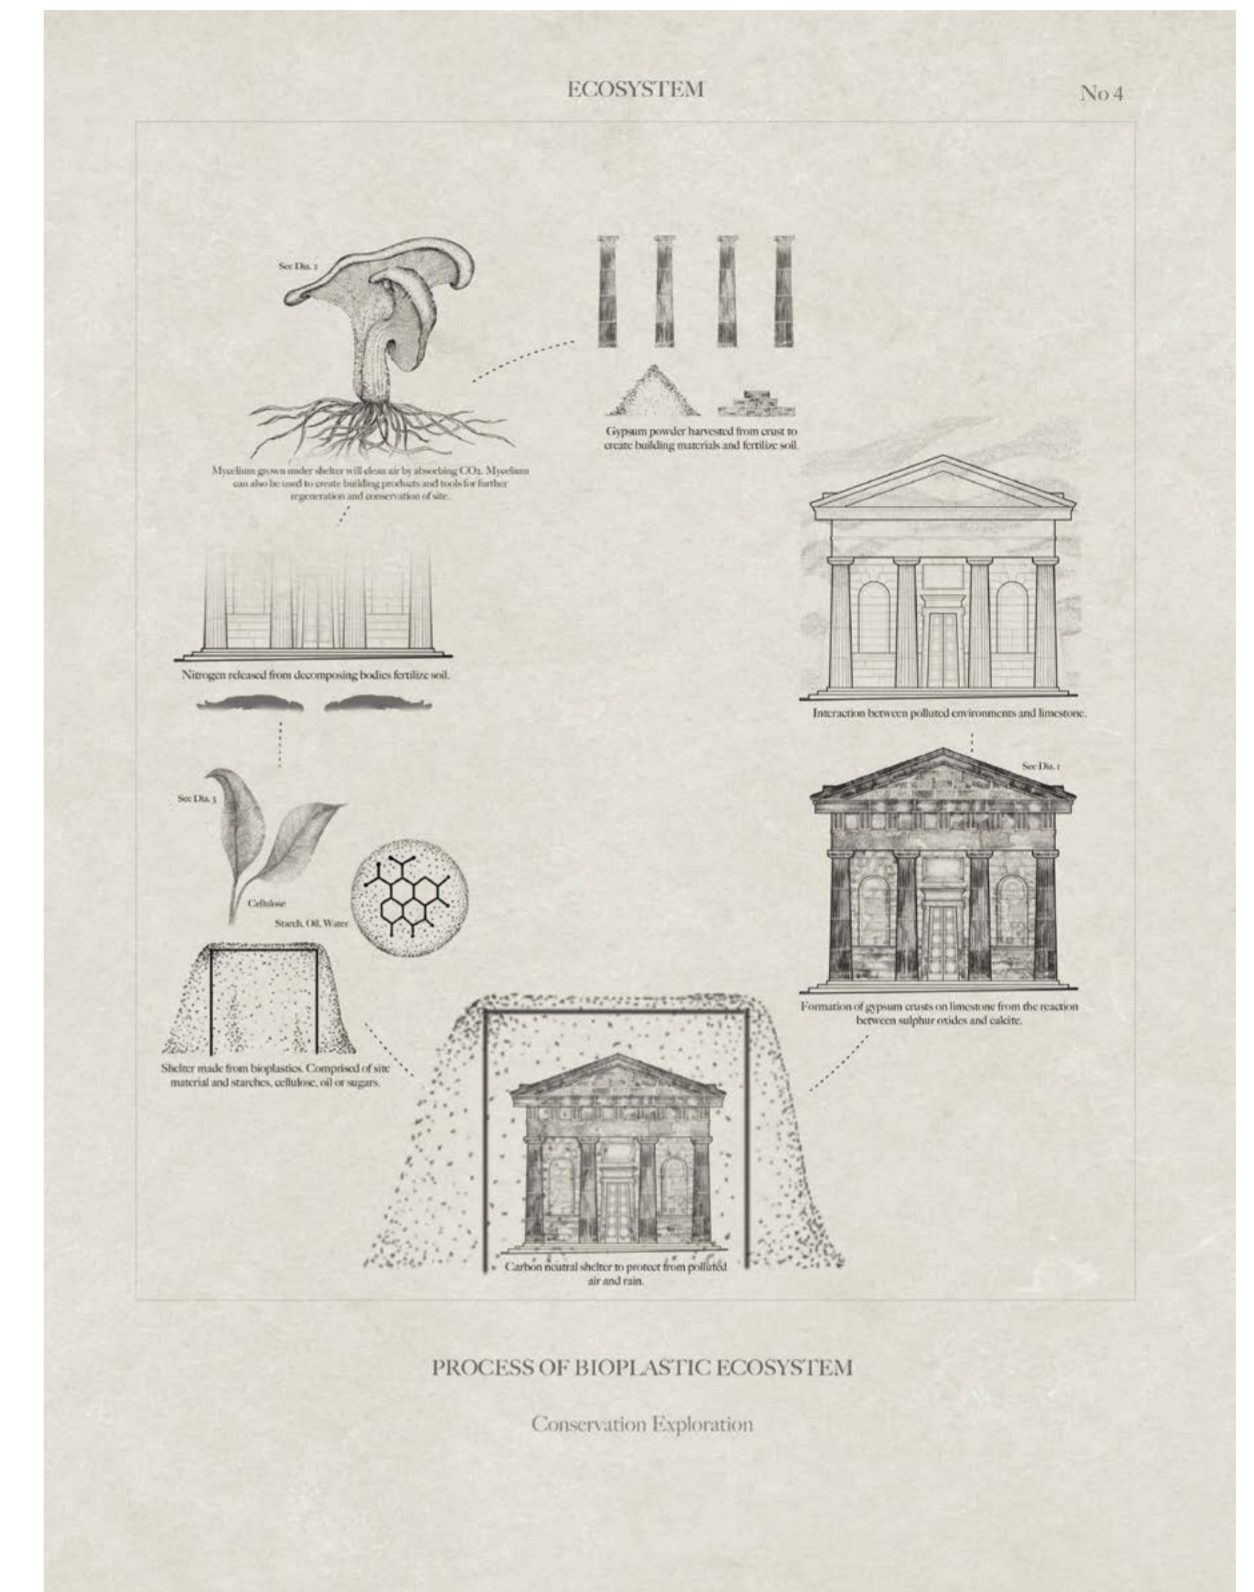 ECOSYSTEM
No 4
See Dia. 2
Gypsum powder harvested from crust to
create building materials and fertilize soil.
Mycelium grown under shelter will clean air by absorbing CO2. Mycelium
can also be used to create building products and tools for further
regeneration and conservation of site.
Nitrogen released from decomposing bodies fertilize soil.
Interaction between polluted environments and limestone.
See Dia. 1
See Dia. 3
Cellulose
Starch, Oil, Water
Formation of gypsum crusts on limestone from the reaction
between sulphur oxides and calcite.
Shelter made from bioplastics. Comprised of site
material and starches, cellulose, oil or sugars.
Carbon neutral shelter to protect from polluted
air and rain.
PROCESS OF BIOPLASTIC ECOSYSTEM
Conservation Exploration